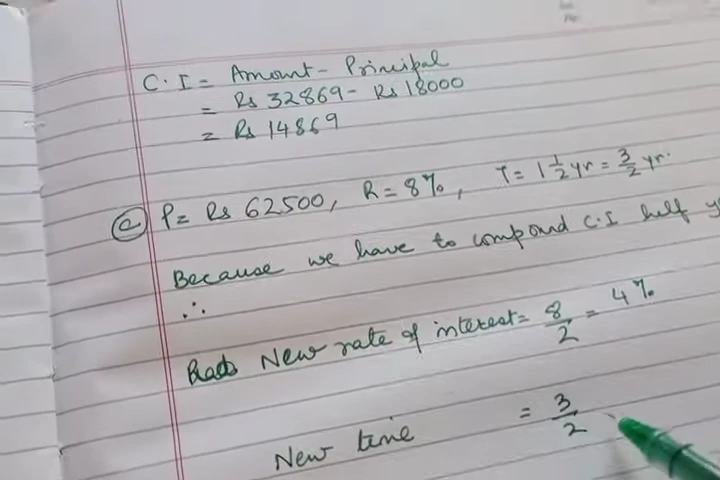 C.I = Amount - Principal
= Rs 32869 - Rs 18000
= Rs 14869
(c) P = Rs 62500, R = 8%, T = 1 1/2 yr = 3/2 yr.
Because we have to compound C.I half
∴
New rate of interest = 8/2 = 4%
New time = 3/2